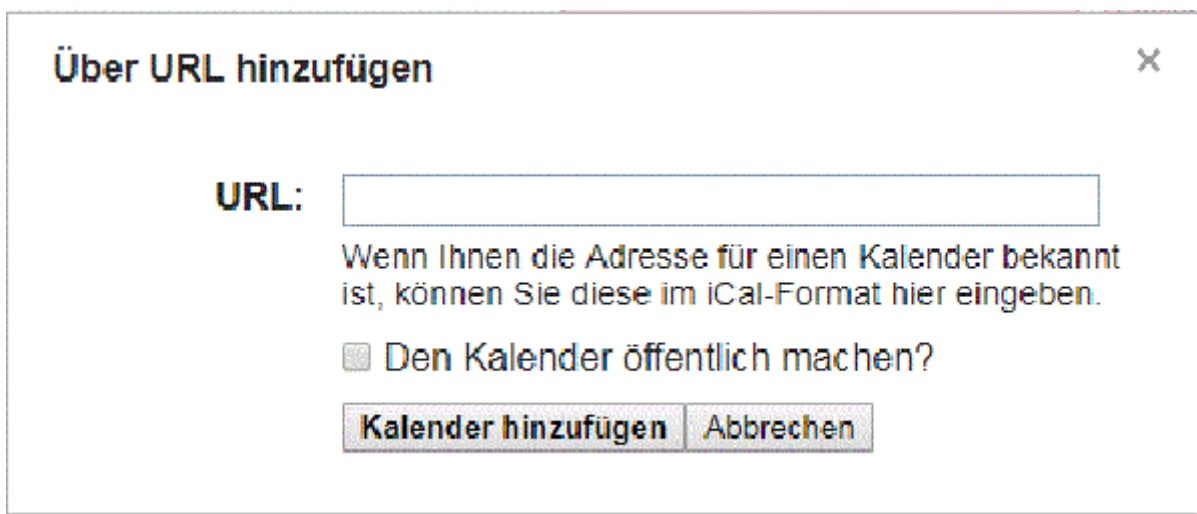 Über URL hinzufügen
URL:
Wenn Ihnen die Adresse für einen Kalender bekannt
ist, können Sie diese im iCal-Format hier eingeben.
Den Kalender öffentlich machen?
Kalender hinzufügen Abbrechen